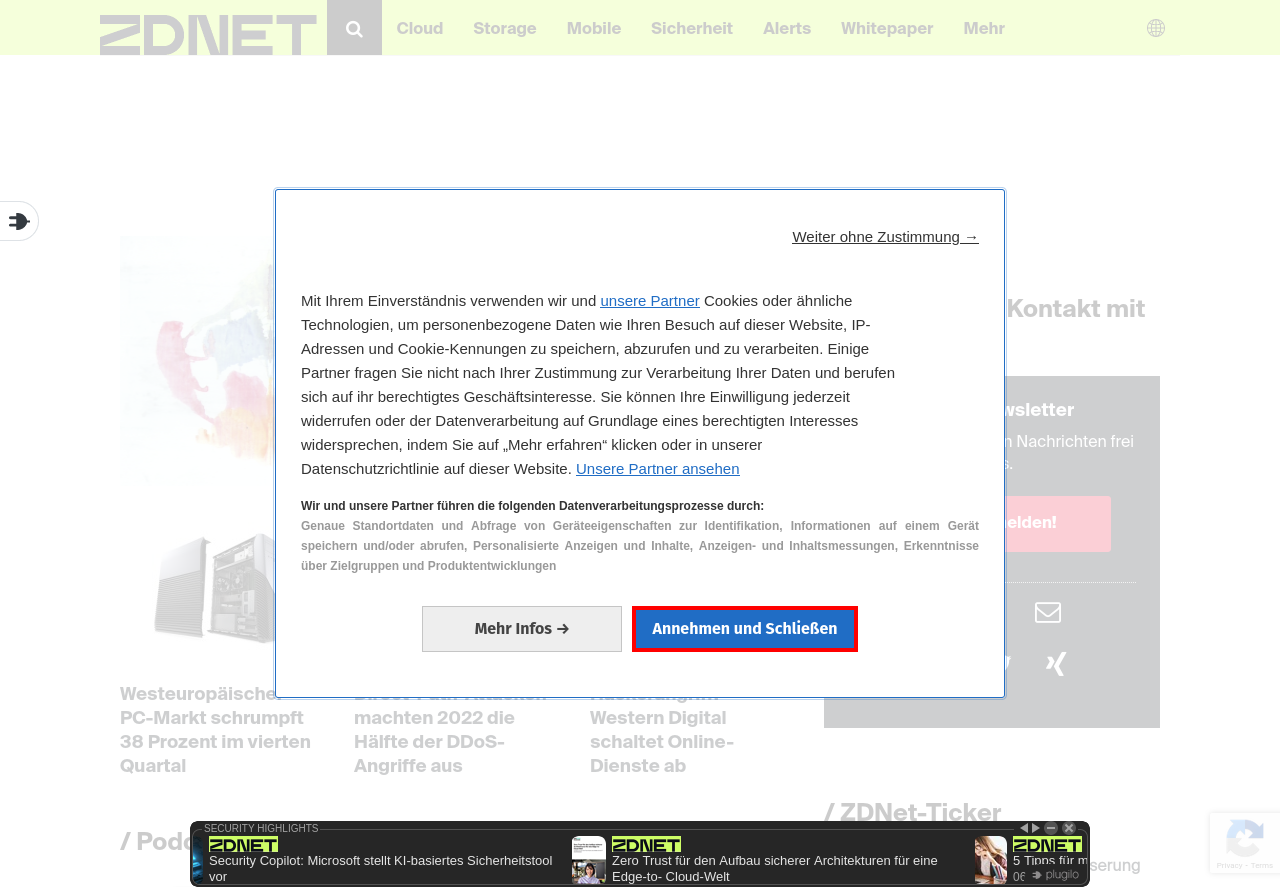 ZDNET
Cloud Storage Mobile Sicherheit Alerts Whitepaper Mehr
Weiter ohne Zustimmung →
Mit Ihrem Einverständnis verwenden wir und unsere Partner Cookies oder ähnliche
Technologien, um personenbezogene Daten wie Ihren Besuch auf dieser Website, IP-
Adressen und Cookie-Kennungen zu speichern, abzurufen und zu verarbeiten. Einige
Partner fragen Sie nicht nach Ihrer Zustimmung zur Verarbeitung Ihrer Daten und berufen
sich auf ihr berechtigtes Geschäftsinteresse. Sie können Ihre Einwilligung jederzeit
widerrufen oder der Datenverarbeitung auf Grundlage eines berechtigten Interesses
widersprechen, indem Sie auf „Mehr erfahren“ klicken oder in unserer
Datenschutzrichtlinie auf dieser Website. Unsere Partner ansehen
Wir und unsere Partner führen die folgenden Datenverarbeitungsprozesse durch:
Genaue Standortdaten und Abfrage von Geräteeigenschaften zur Identifikation, Informationen auf einem Gerät
speichern und/oder abrufen, Personalisierte Anzeigen und Inhalte, Anzeigen- und Inhaltsmessungen, Erkenntnisse
über Zielgruppen und Produktentwicklungen
Mehr Infos →
Annehmen und Schließen
Kontakt mit
Nachrichten frei
Westeuropäischer
PC-Markt schrumpft
38 Prozent im vierten
Quartal
machten 2022 die
Hälfte der DDoS-
Angriffe aus
Western Digital
schaltet Online-
Dienste ab
/ ZDNet-Ticker
SECURITY HIGHLIGHTS
ZDNET
Security Copilot: Microsoft stellt KI-basiertes Sicherheitstool
vor
ZDNET
Zero Trust für den Aufbau sicherer Architekturen für eine
Edge-to- Cloud-Welt
ZDNET
5 Tipps für
plugilo
Privacy - Terms